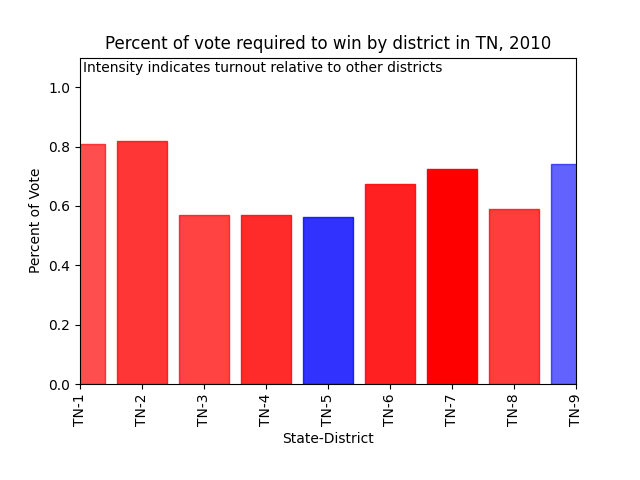 Percent of vote required to win by district in TN, 2010
Intensity indicates turnout relative to other districts
1.0
0.8
0.6
0.4
0.2
0.0
Percent of Vote
TN-1
TN-2
TN-3
TN-4
TN-5
TN-6
TN-7
TN-8
TN-9
State-District